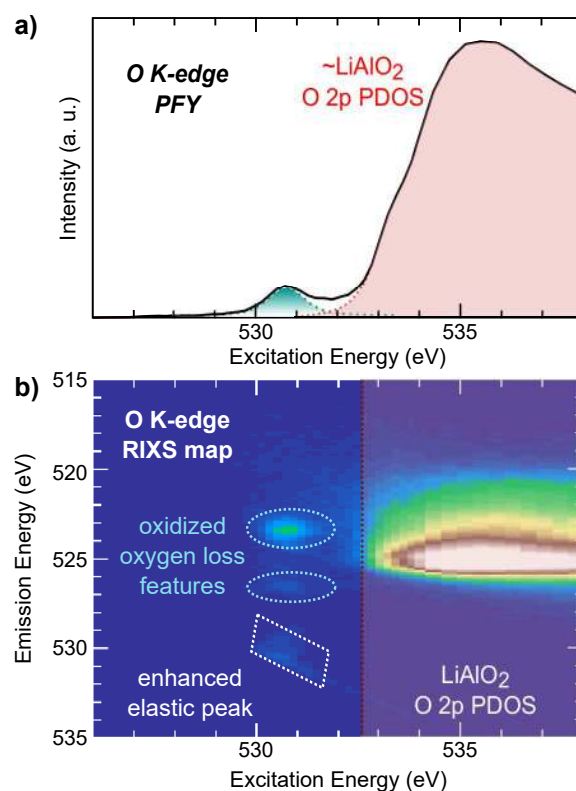 a)
O K-edge
PFY
~LiAlO2
O 2p PDOS
Intensity (a. u.)
530
535
Excitation Energy (eV)
b)
515
520
525
530
535
Emission Energy (eV)
O K-edge
RIXS map
oxidized
oxygen loss
features
enhanced
elastic peak
LiAlO2
O 2p PDOS
530
535
Excitation Energy (eV)